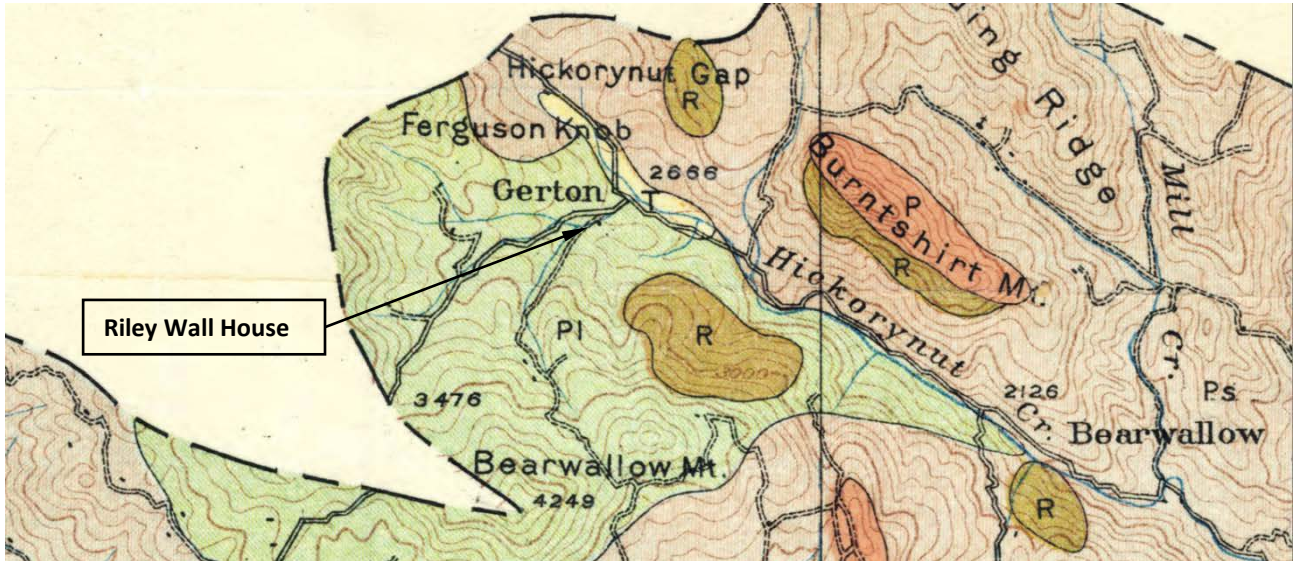 ing Ridge
Hickorynut Gap
R
Ferguson Knob
2666
Gerton
T
Burntshirt Mt.
P
R
Mill Cr.
Riley Wall House
Hickorynut Cr.
Pl
R
3000
3476
2126
Ps
Bearwallow
Bearwallow Mt.
4249
R